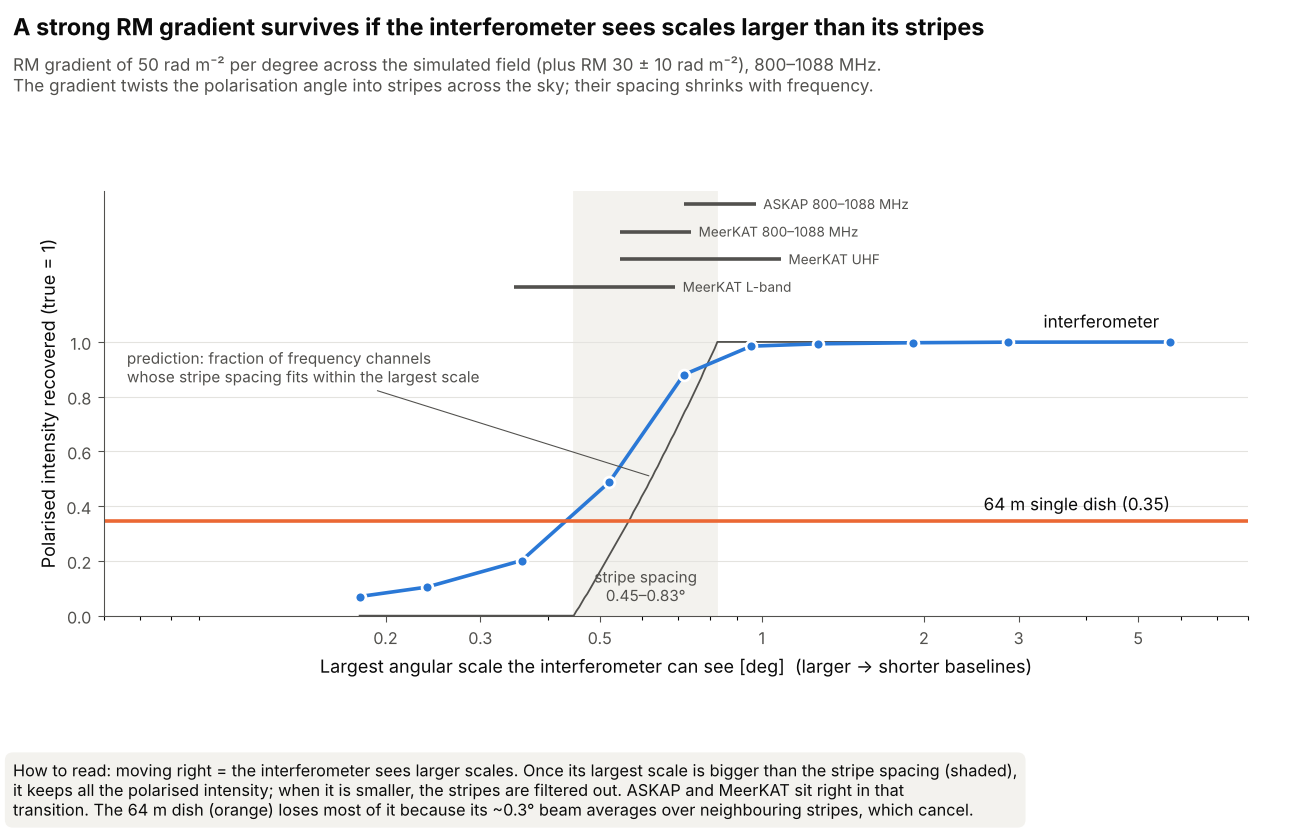 A strong RM gradient survives if the interferometer sees scales larger than its stripes
RM gradient of 50 rad m⁻² per degree across the simulated field (plus RM 30 ± 10 rad m⁻²), 800–1088 MHz.
The gradient twists the polarisation angle into stripes across the sky; their spacing shrinks with frequency.
ASKAP 800–1088 MHz
MeerKAT 800–1088 MHz
MeerKAT UHF
MeerKAT L-band
interferometer
prediction: fraction of frequency channels
whose stripe spacing fits within the largest scale
64 m single dish (0.35)
stripe spacing
0.45–0.83°
Polarised intensity recovered (true = 1)
1.0
0.8
0.6
0.4
0.2
0.0
0.2 0.3 0.5 1 2 3 5
Largest angular scale the interferometer can see [deg] (larger → shorter baselines)
How to read: moving right = the interferometer sees larger scales. Once its largest scale is bigger than the stripe spacing (shaded),
it keeps all the polarised intensity; when it is smaller, the stripes are filtered out. ASKAP and MeerKAT sit right in that
transition. The 64 m dish (orange) loses most of it because its ~0.3° beam averages over neighbouring stripes, which cancel.